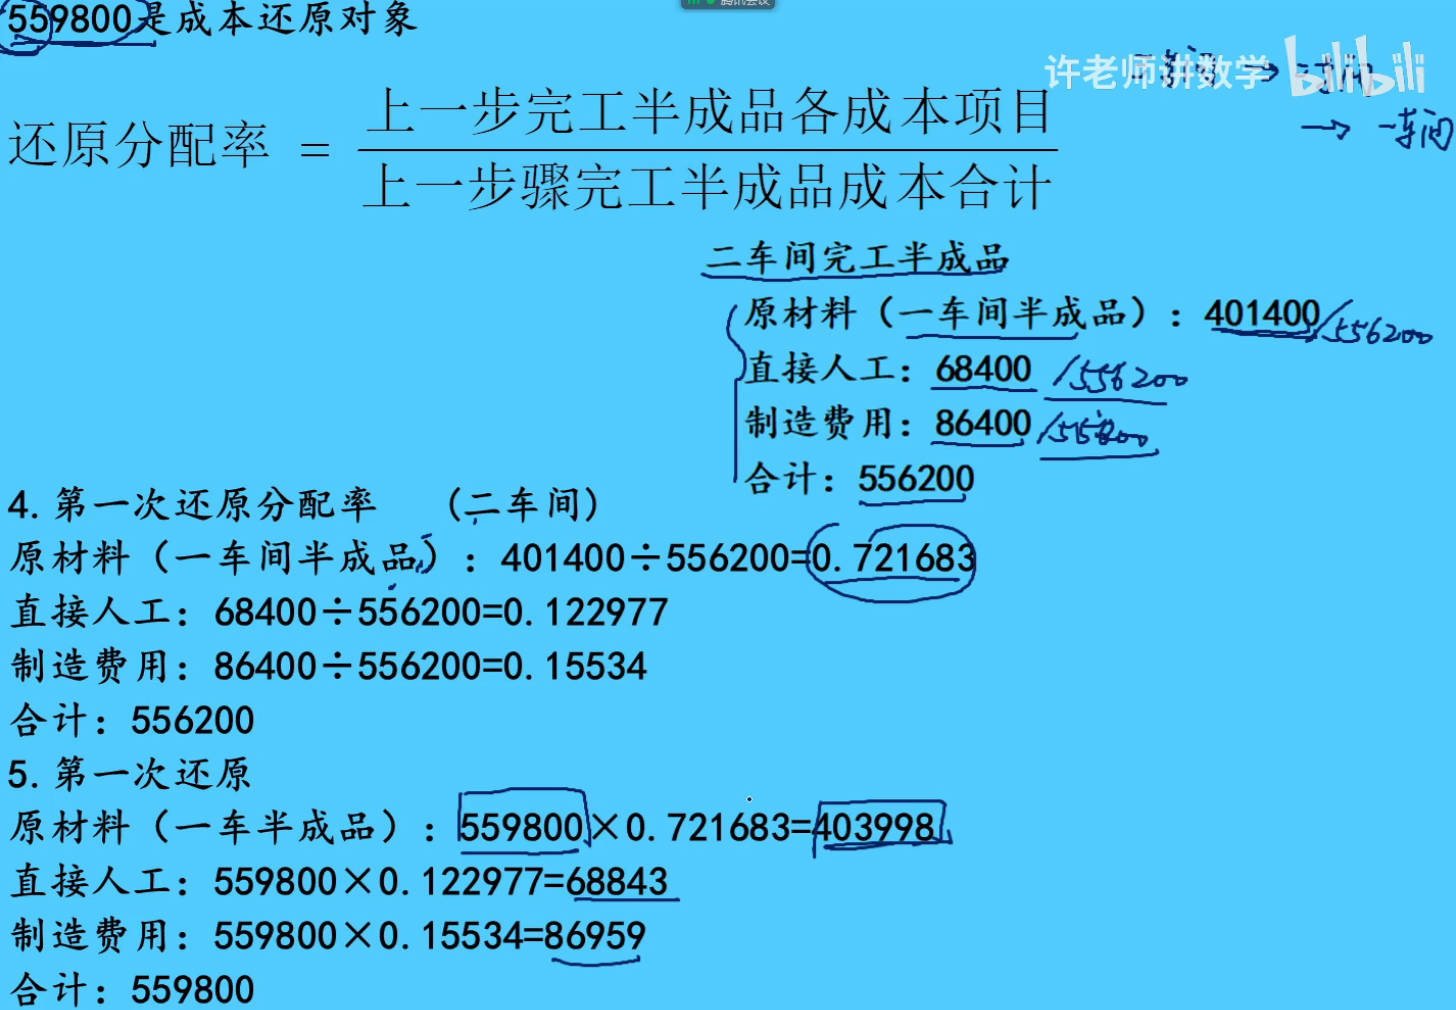 腾讯会议
559800是成本还原对象
许老师讲数学 bilibili
→ 一车间
还原分配率 = 上一步完工半成品各成本项目
上一步骤完工半成品成本合计
二车间完工半成品
原材料（一车间半成品）：401400 /556200
直接人工：68400 /556200
制造费用：86400
合计：556200
4.第一次还原分配率 （二车间）
原材料（一车间半成品）：401400÷556200=0.721683
直接人工：68400÷556200=0.122977
制造费用：86400÷556200=0.15534
合计：556200
5.第一次还原
原材料（一车半成品）：559800×0.721683=403998
直接人工：559800×0.122977=68843
制造费用：559800×0.15534=86959
合计：559800